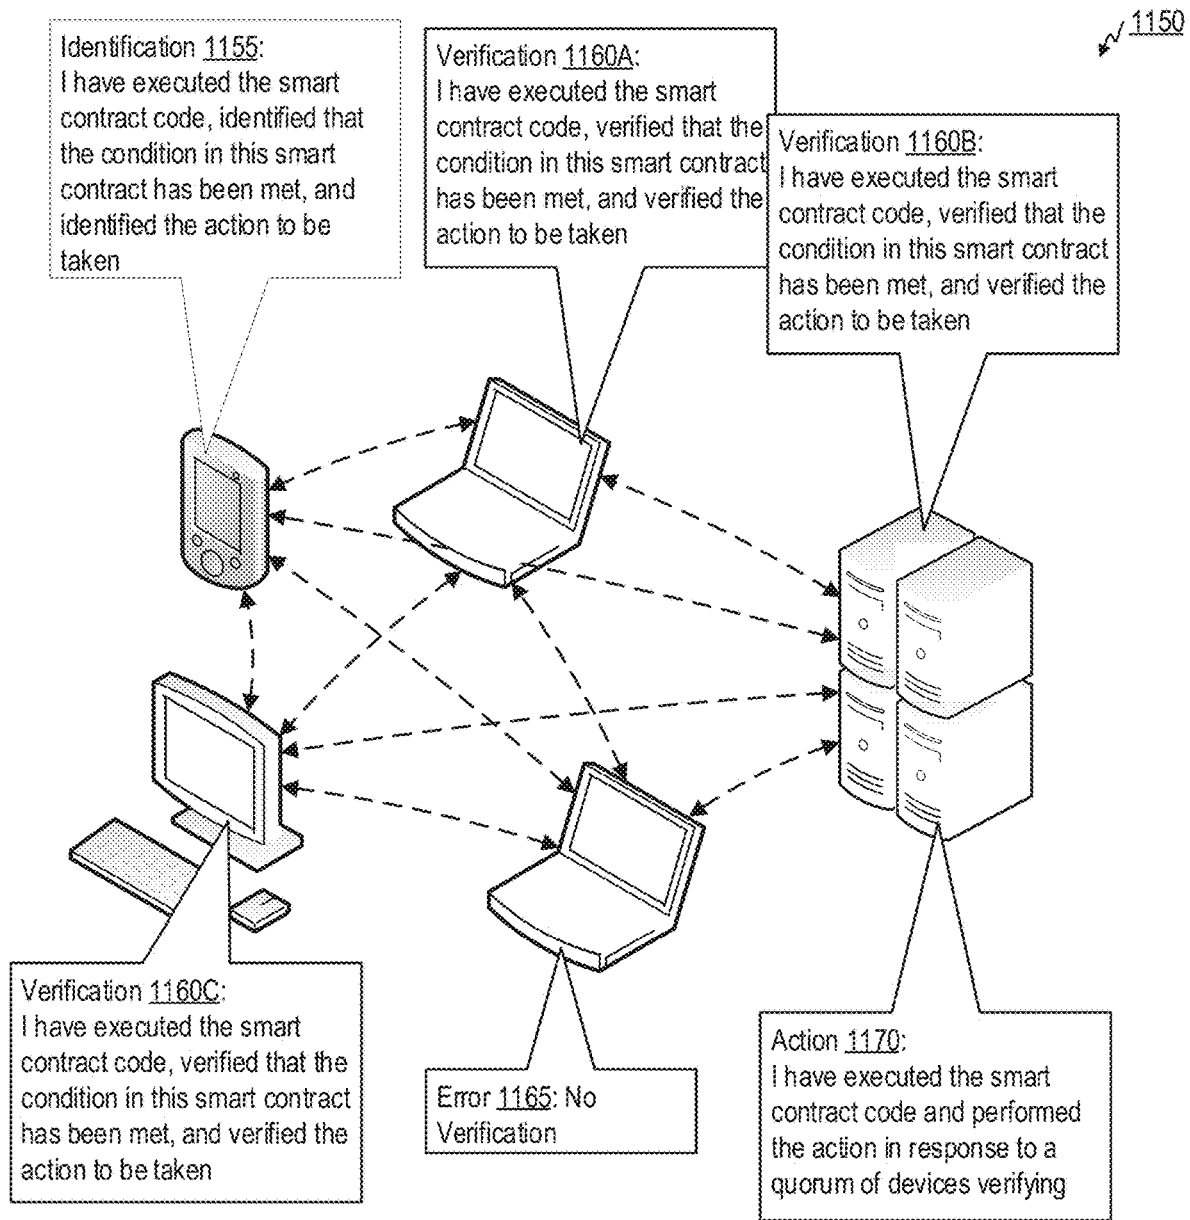 1150
Identification 1155:
I have executed the smart
contract code, identified that
the condition in this smart
contract has been met, and
identified the action to be
taken
Verification 1160A:
I have executed the smart
contract code, verified that the
condition in this smart contract
has been met, and verified the
action to be taken
Verification 1160B:
I have executed the smart
contract code, verified that the
condition in this smart contract
has been met, and verified the
action to be taken
Verification 1160C:
I have executed the smart
contract code, verified that the
condition in this smart contract
has been met, and verified the
action to be taken
Error 1165: No
Verification
Action 1170:
I have executed the smart
contract code and performed
the action in response to a
quorum of devices verifying